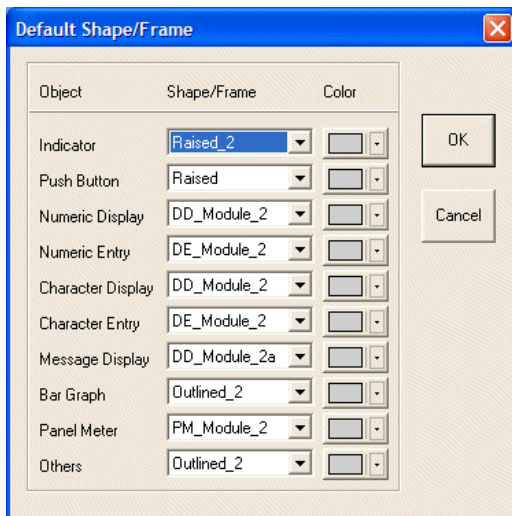 Default Shape/Frame
Object Shape/Frame Color
Indicator Raised_2
OK
Push Button Raised
Numeric Display DD_Module_2
Cancel
Numeric Entry DE_Module_2
Character Display DD_Module_2
Character Entry DE_Module_2
Message Display DD_Module_2a
Bar Graph Outlined_2
Panel Meter PM_Module_2
Others Outlined_2